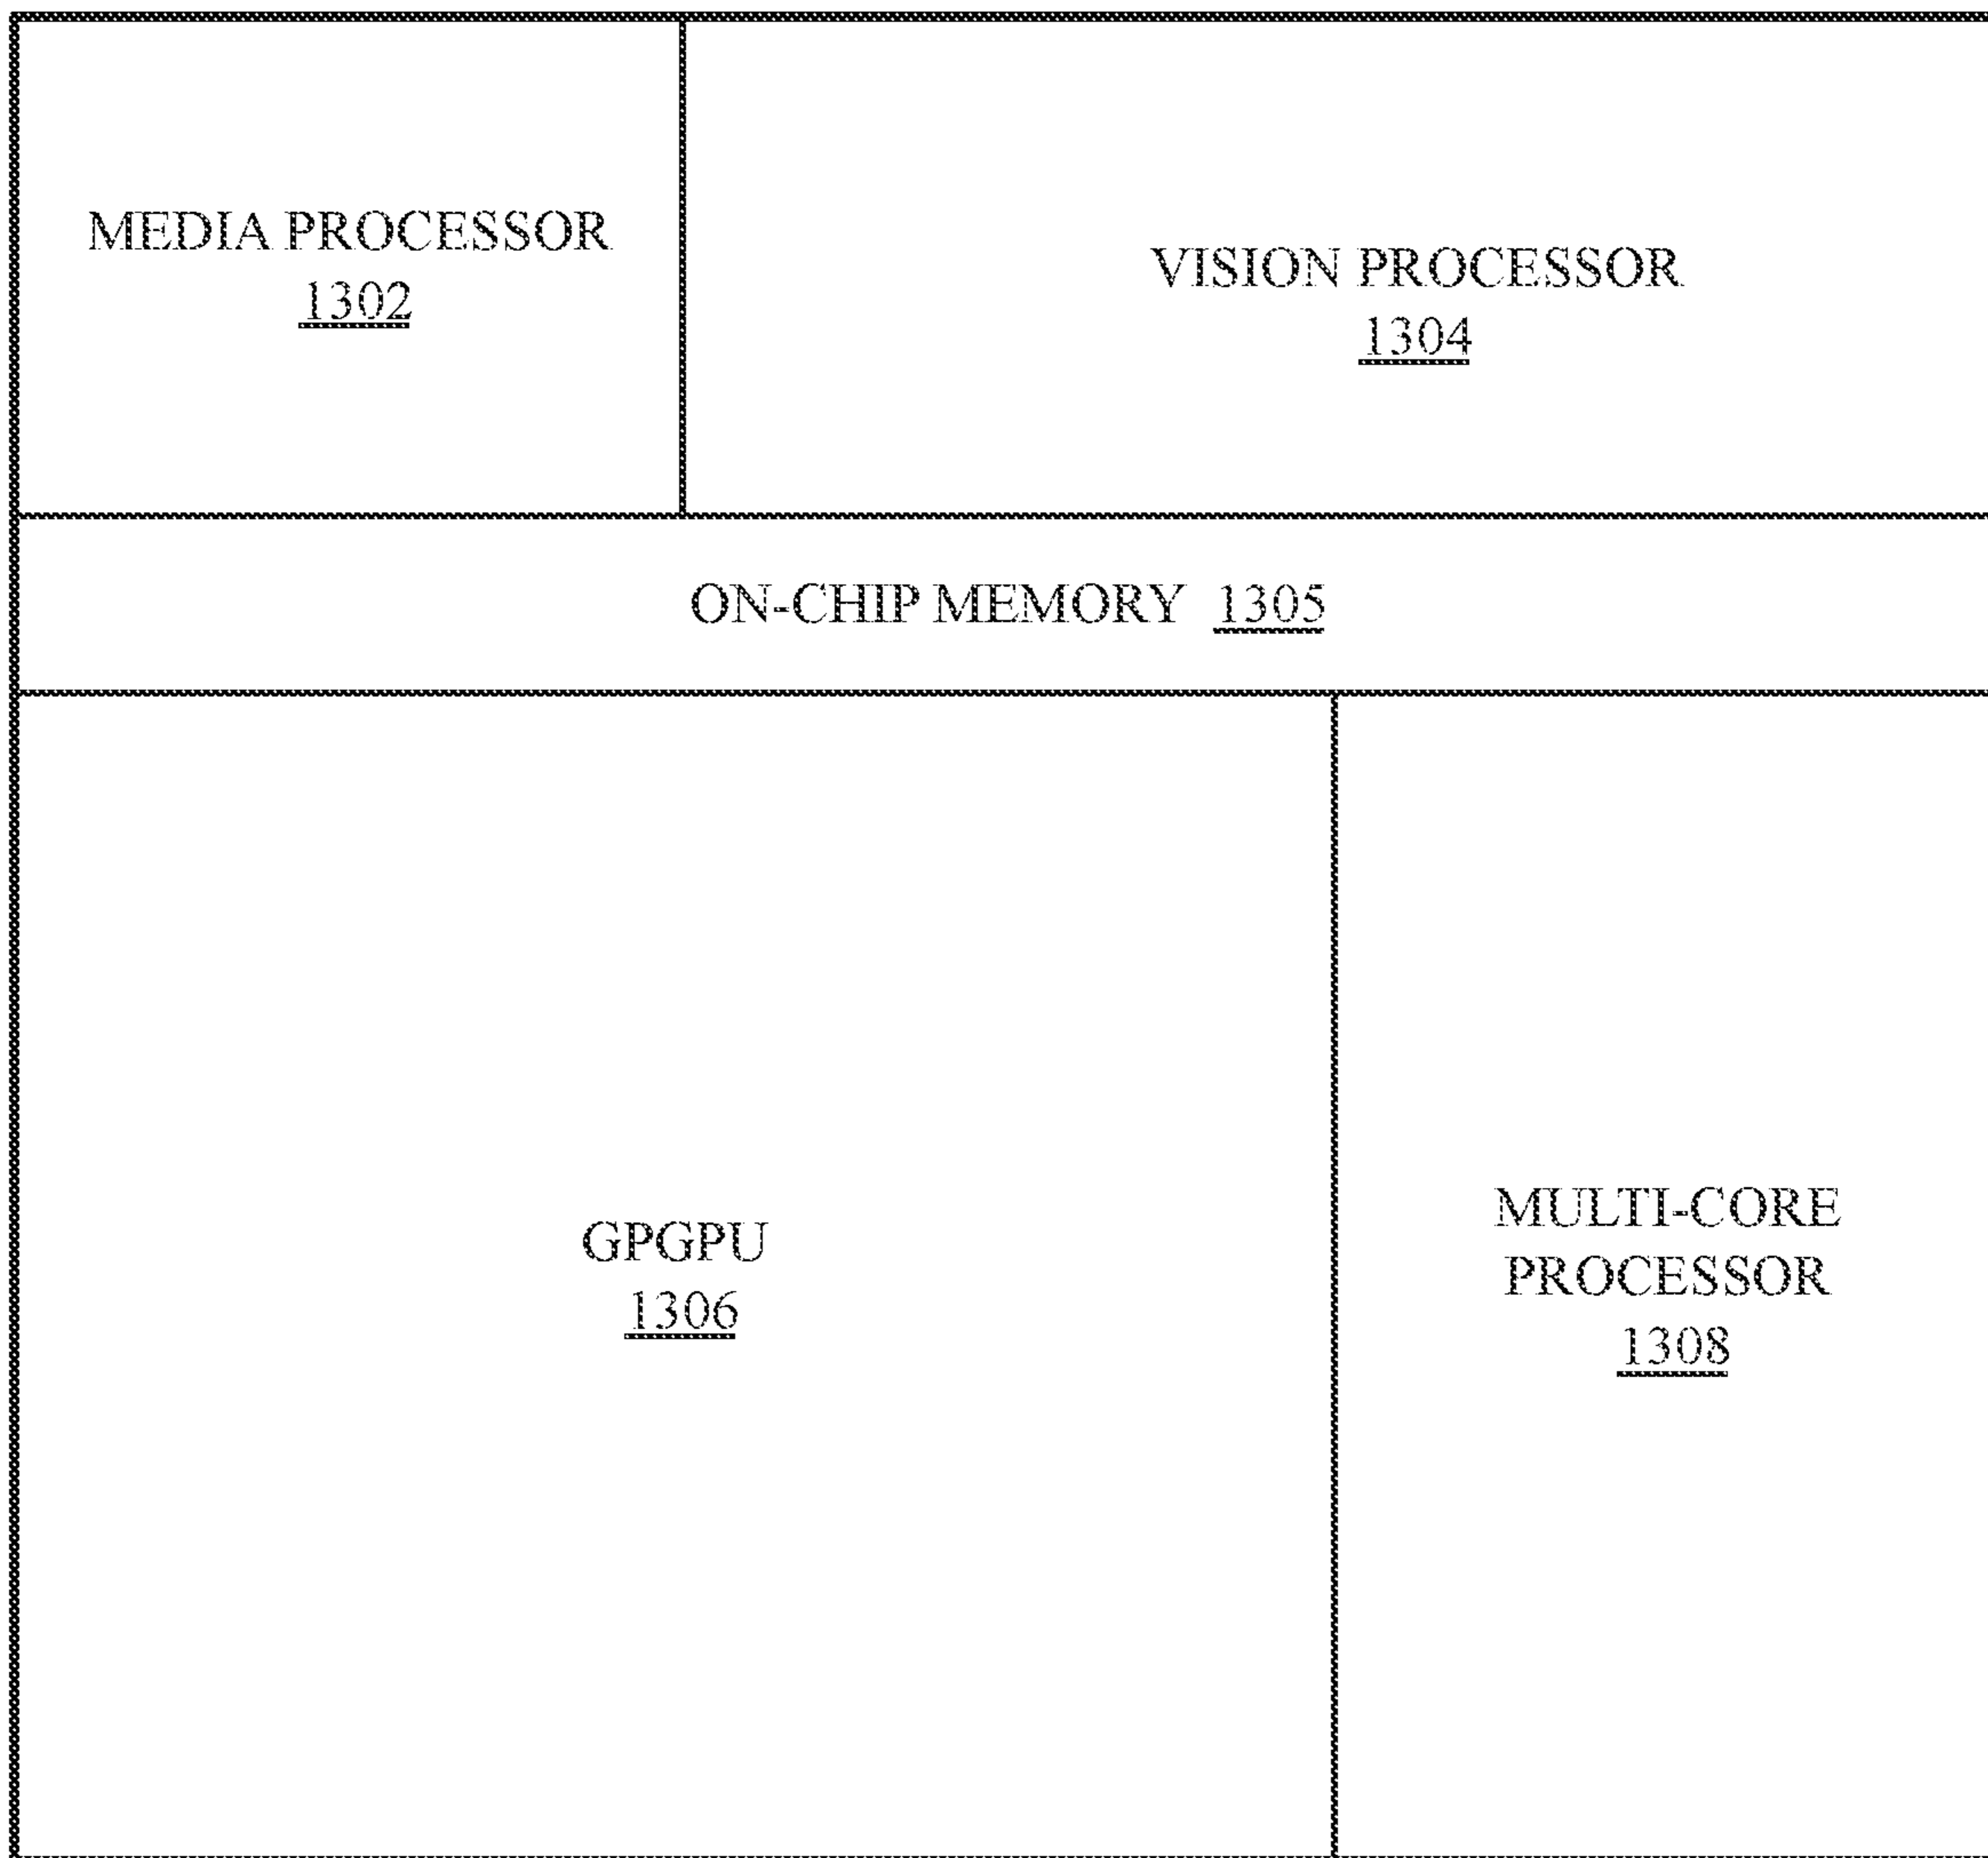 MEDIA PROCESSOR
1302
VISION PROCESSOR
1304
ON-CHIP MEMORY 1305
GPGPU
1306
MULTI-CORE
PROCESSOR
1308